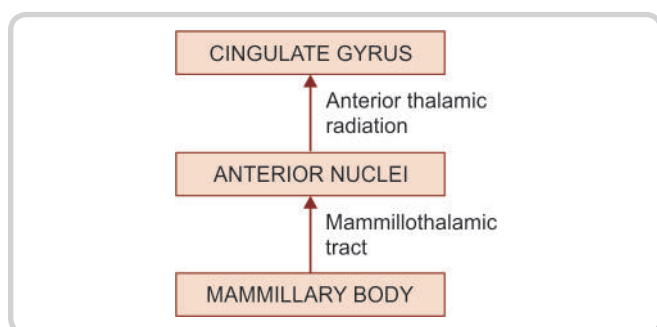 CINGULATE GYRUS
Anterior thalamic
radiation
ANTERIOR NUCLEI
Mammillothalamic
tract
MAMMILLARY BODY